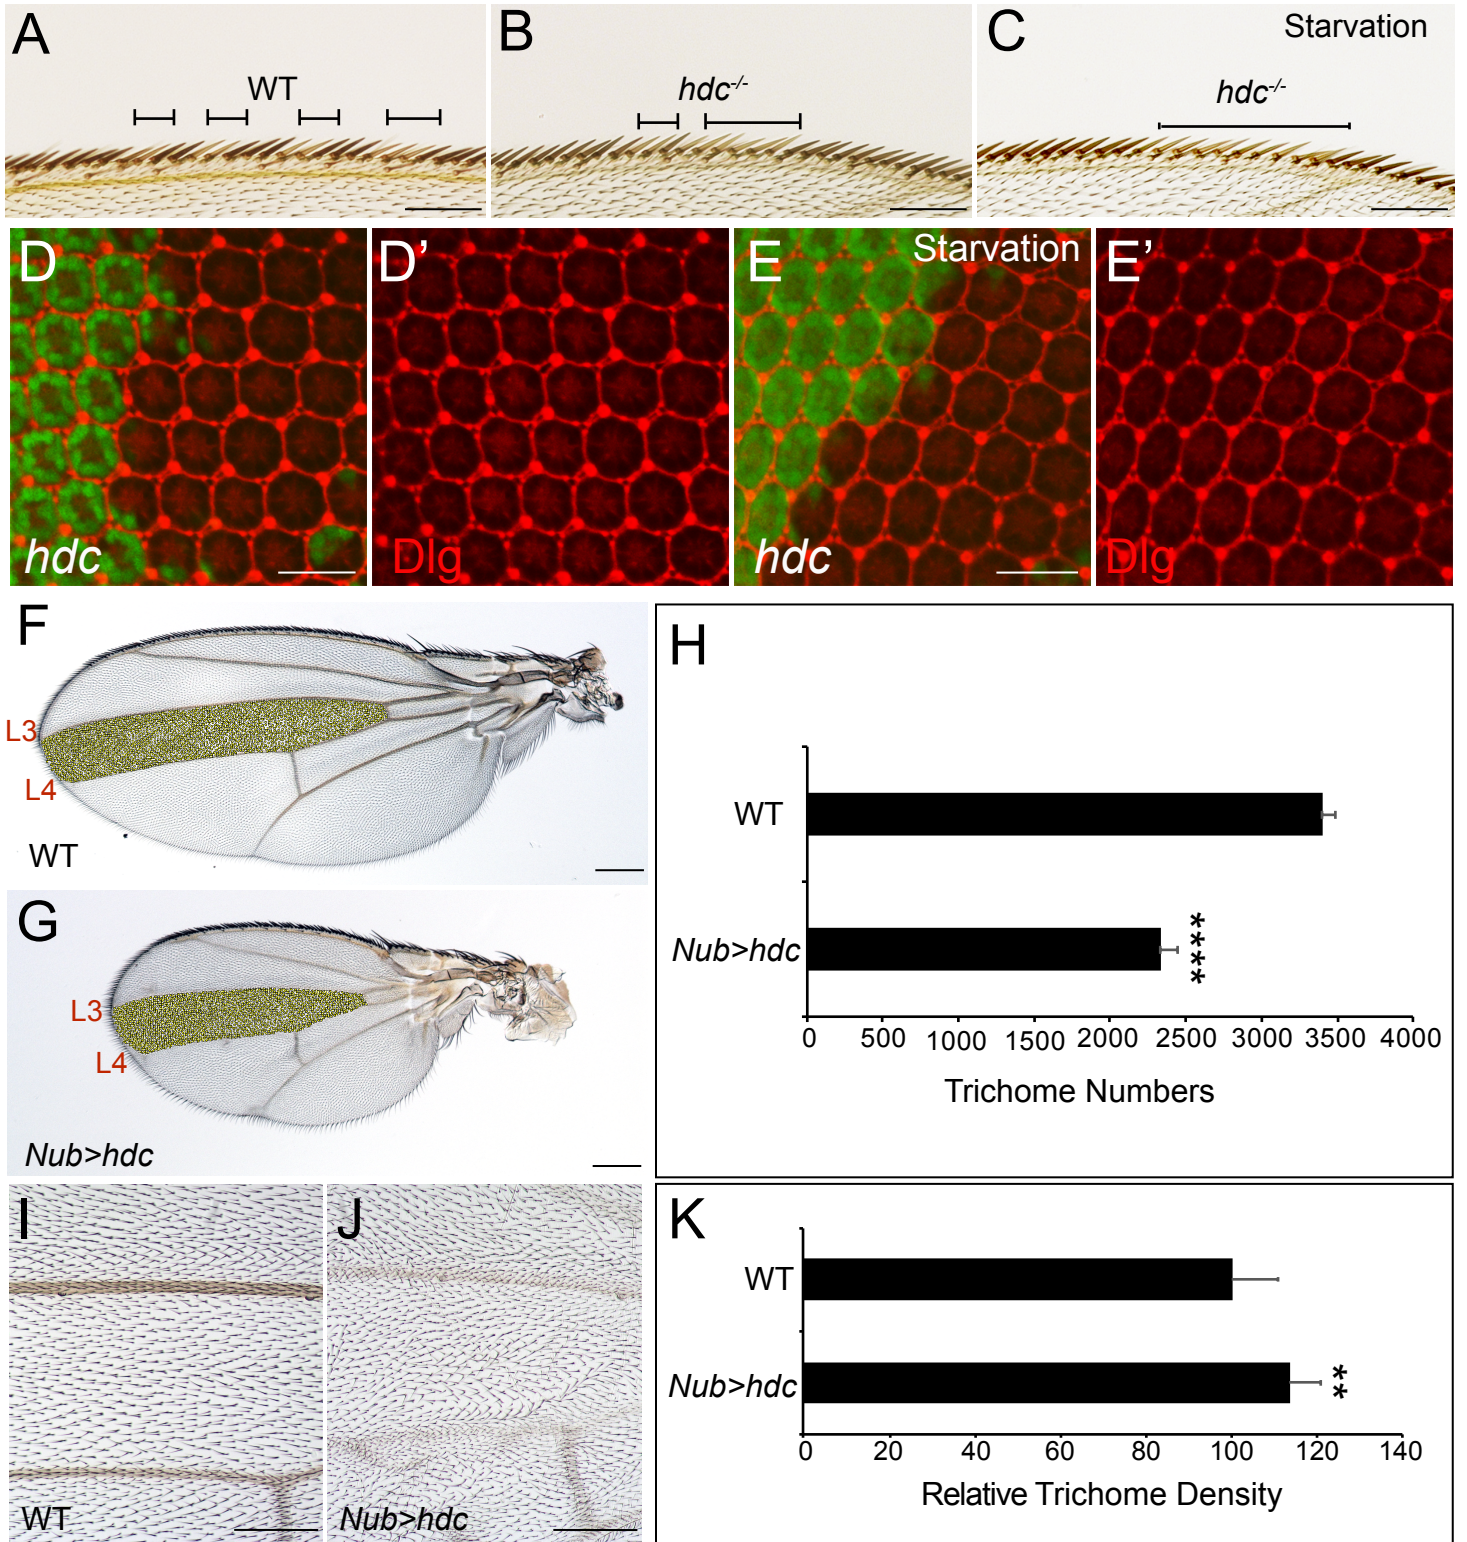 A
WT
B
hdc-/-
C
Starvation
hdc-/-
D
hdc
D’
Dlg
E
Starvation
hdc
E’
Dlg
F
L3
L4
WT
G
L3
L4
Nub>hdc
H
WT
Nub>hdc
****
0 500 1000 1500 2000 2500 3000 3500 4000
Trichome Numbers
I
WT
J
Nub>hdc
K
WT
Nub>hdc
**
0 20 40 60 80 100 120 140
Relative Trichome Density